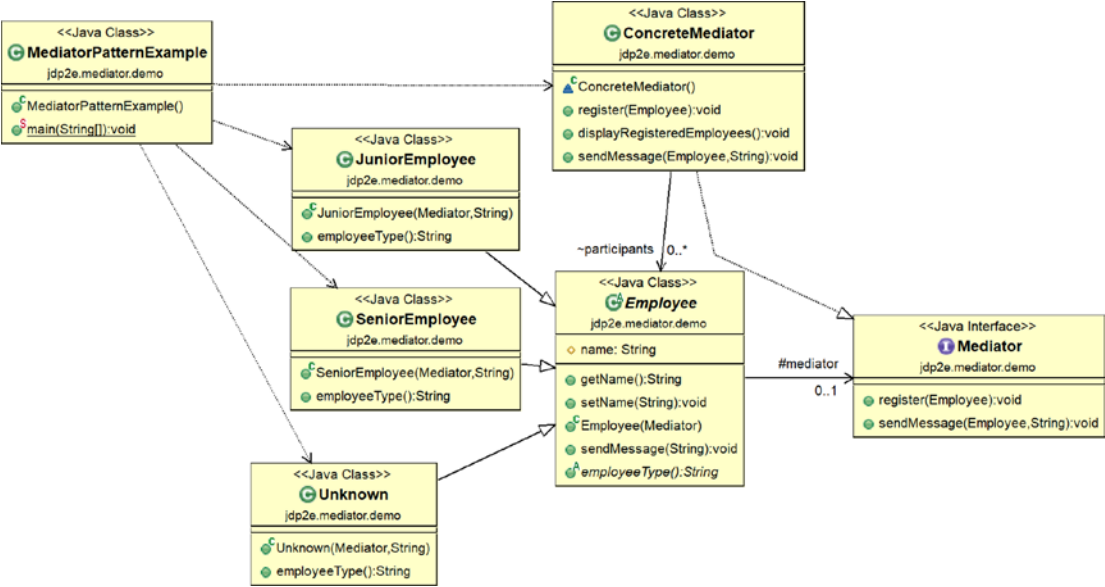 <<Java Class>>
MediatorPatternExample
jdp2e.mediator.demo
MediatorPatternExample()
main(String[]):void
<<Java Class>>
ConcreteMediator
jdp2e.mediator.demo
ConcreteMediator()
register(Employee):void
displayRegisteredEmployees():void
sendMessage(Employee,String):void
<<Java Class>>
JuniorEmployee
jdp2e.mediator.demo
JuniorEmployee(Mediator,String)
employeeType():String
~participants 0..*
<<Java Class>>
SeniorEmployee
jdp2e.mediator.demo
SeniorEmployee(Mediator,String)
employeeType():String
<<Java Class>>
Employee
jdp2e.mediator.demo
name: String
getName():String
setName(String):void
Employee(Mediator)
sendMessage(String):void
employeeType():String
#mediator
0..1
<<Java Interface>>
Mediator
jdp2e.mediator.demo
register(Employee):void
sendMessage(Employee,String):void
<<Java Class>>
Unknown
jdp2e.mediator.demo
Unknown(Mediator,String)
employeeType():String